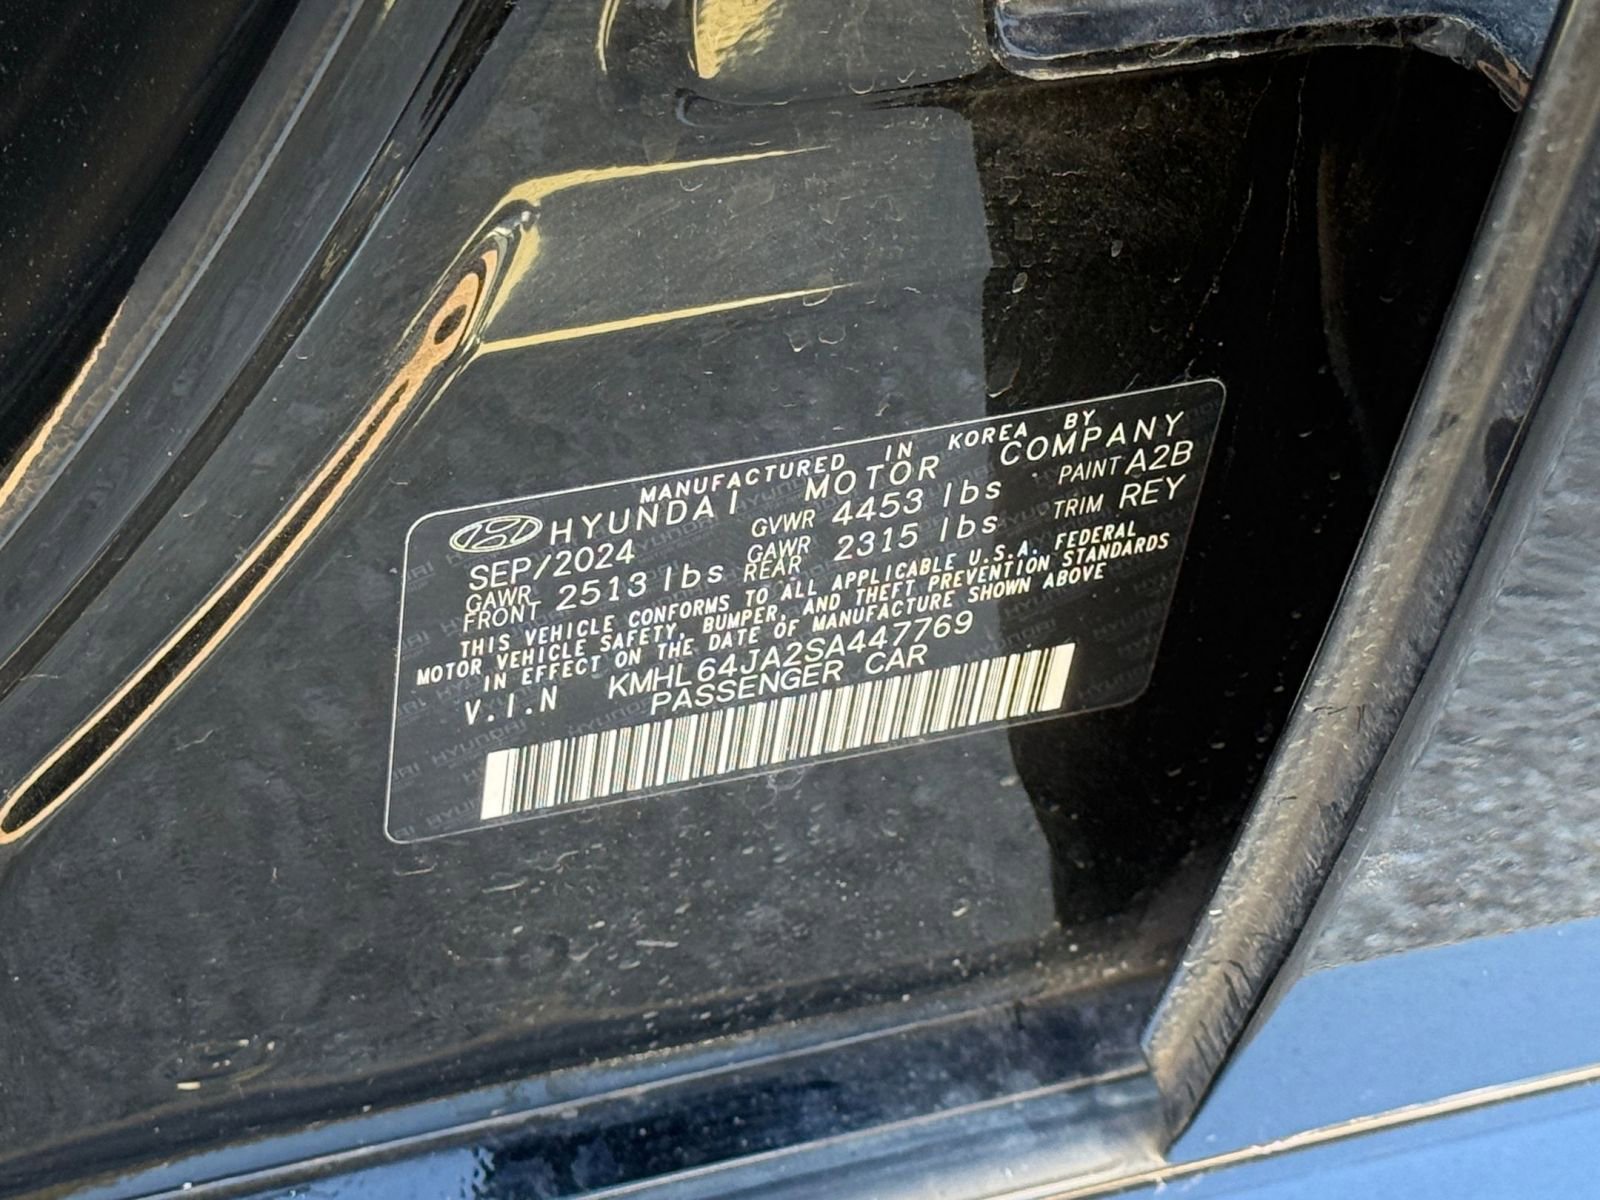 MANUFACTURED IN KOREA BY
HYUNDAI MOTOR COMPANY
SEP/2024 GVWR 4453 lbs PAINT A2B
GAWR FRONT 2513 lbs GAWR REAR 2315 lbs TRIM REY
THIS VEHICLE CONFORMS TO ALL APPLICABLE U.S.A. FEDERAL
MOTOR VEHICLE SAFETY, BUMPER, AND THEFT PREVENTION STANDARDS
IN EFFECT ON THE DATE OF MANUFACTURE SHOWN ABOVE
V.I.N KMHL64JA2SA447769
PASSENGER CAR